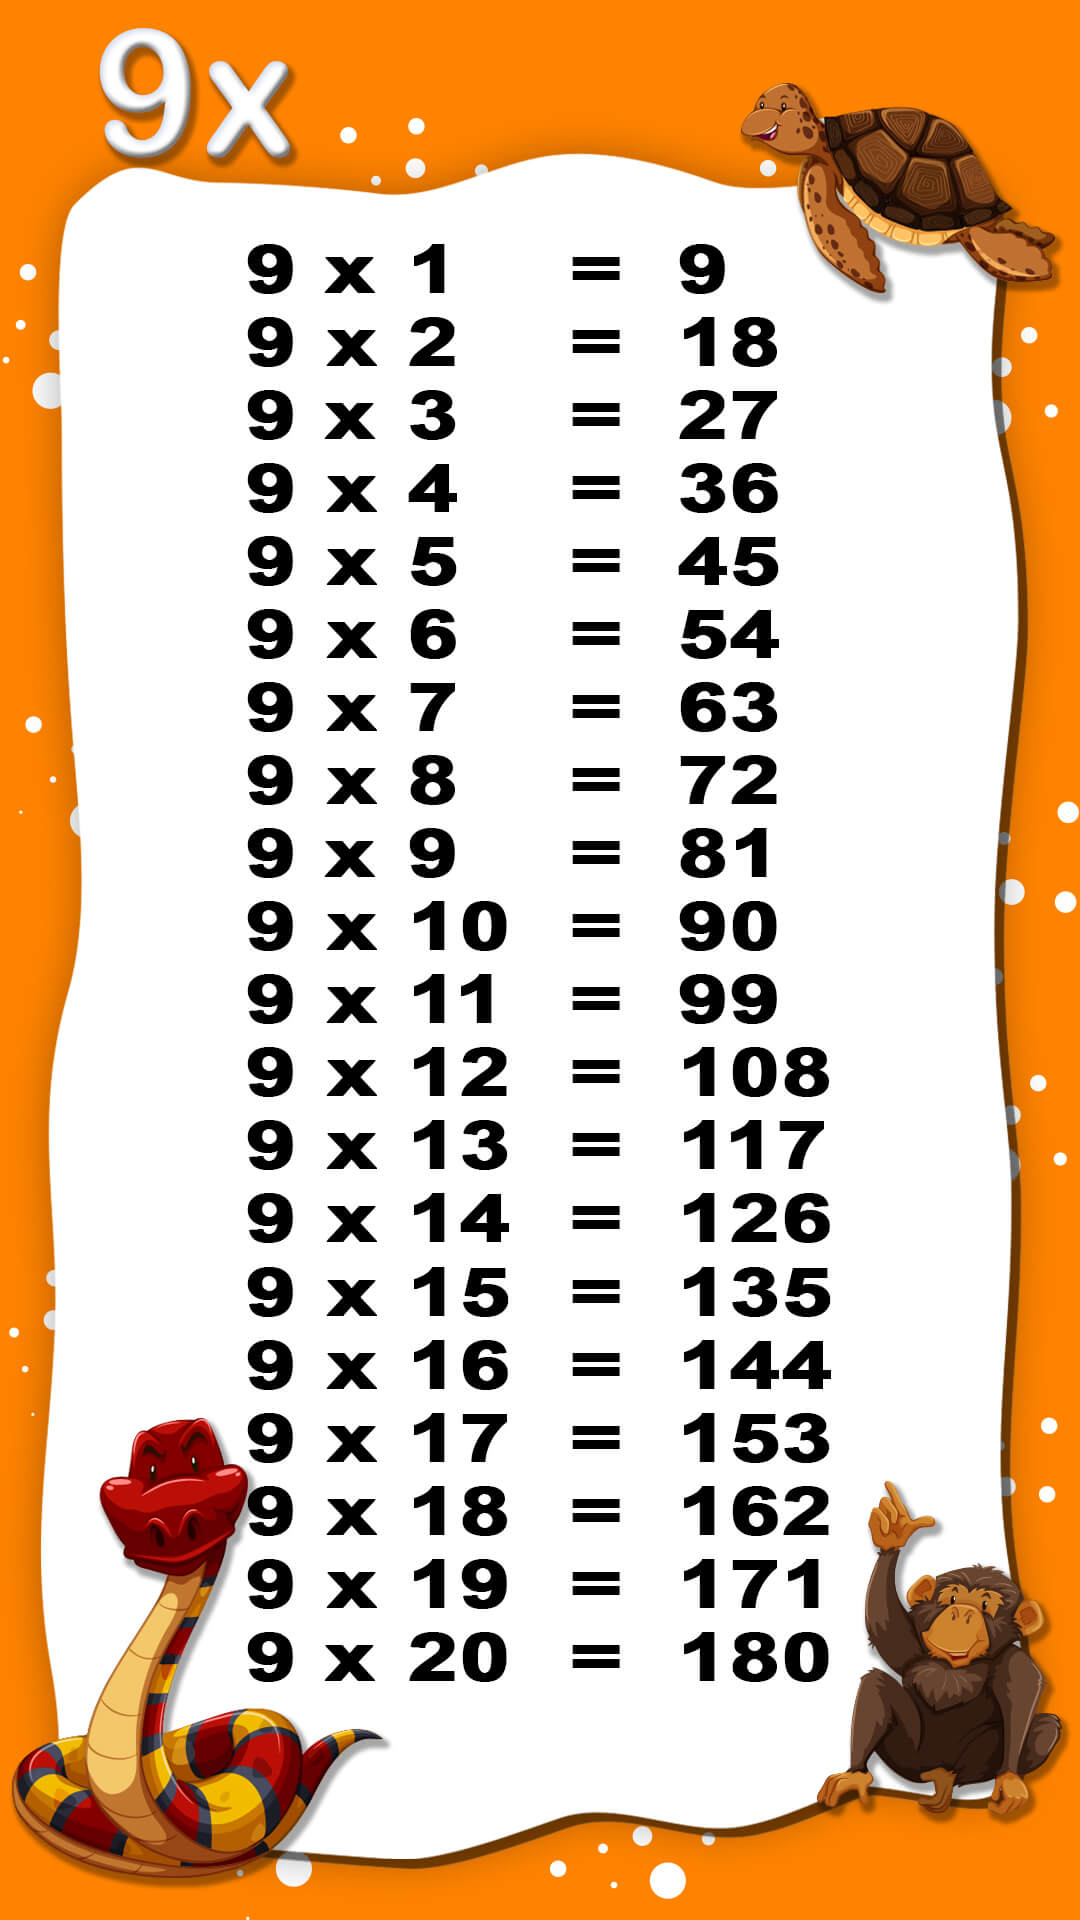 9x
9 x 1 = 9
9 x 2 = 18
9 x 3 = 27
9 x 4 = 36
9 x 5 = 45
9 x 6 = 54
9 x 7 = 63
9 x 8 = 72
9 x 9 = 81
9 x 10 = 90
9 x 11 = 99
9 x 12 = 108
9 x 13 = 117
9 x 14 = 126
9 x 15 = 135
9 x 16 = 144
9 x 17 = 153
9 x 18 = 162
9 x 19 = 171
9 x 20 = 180